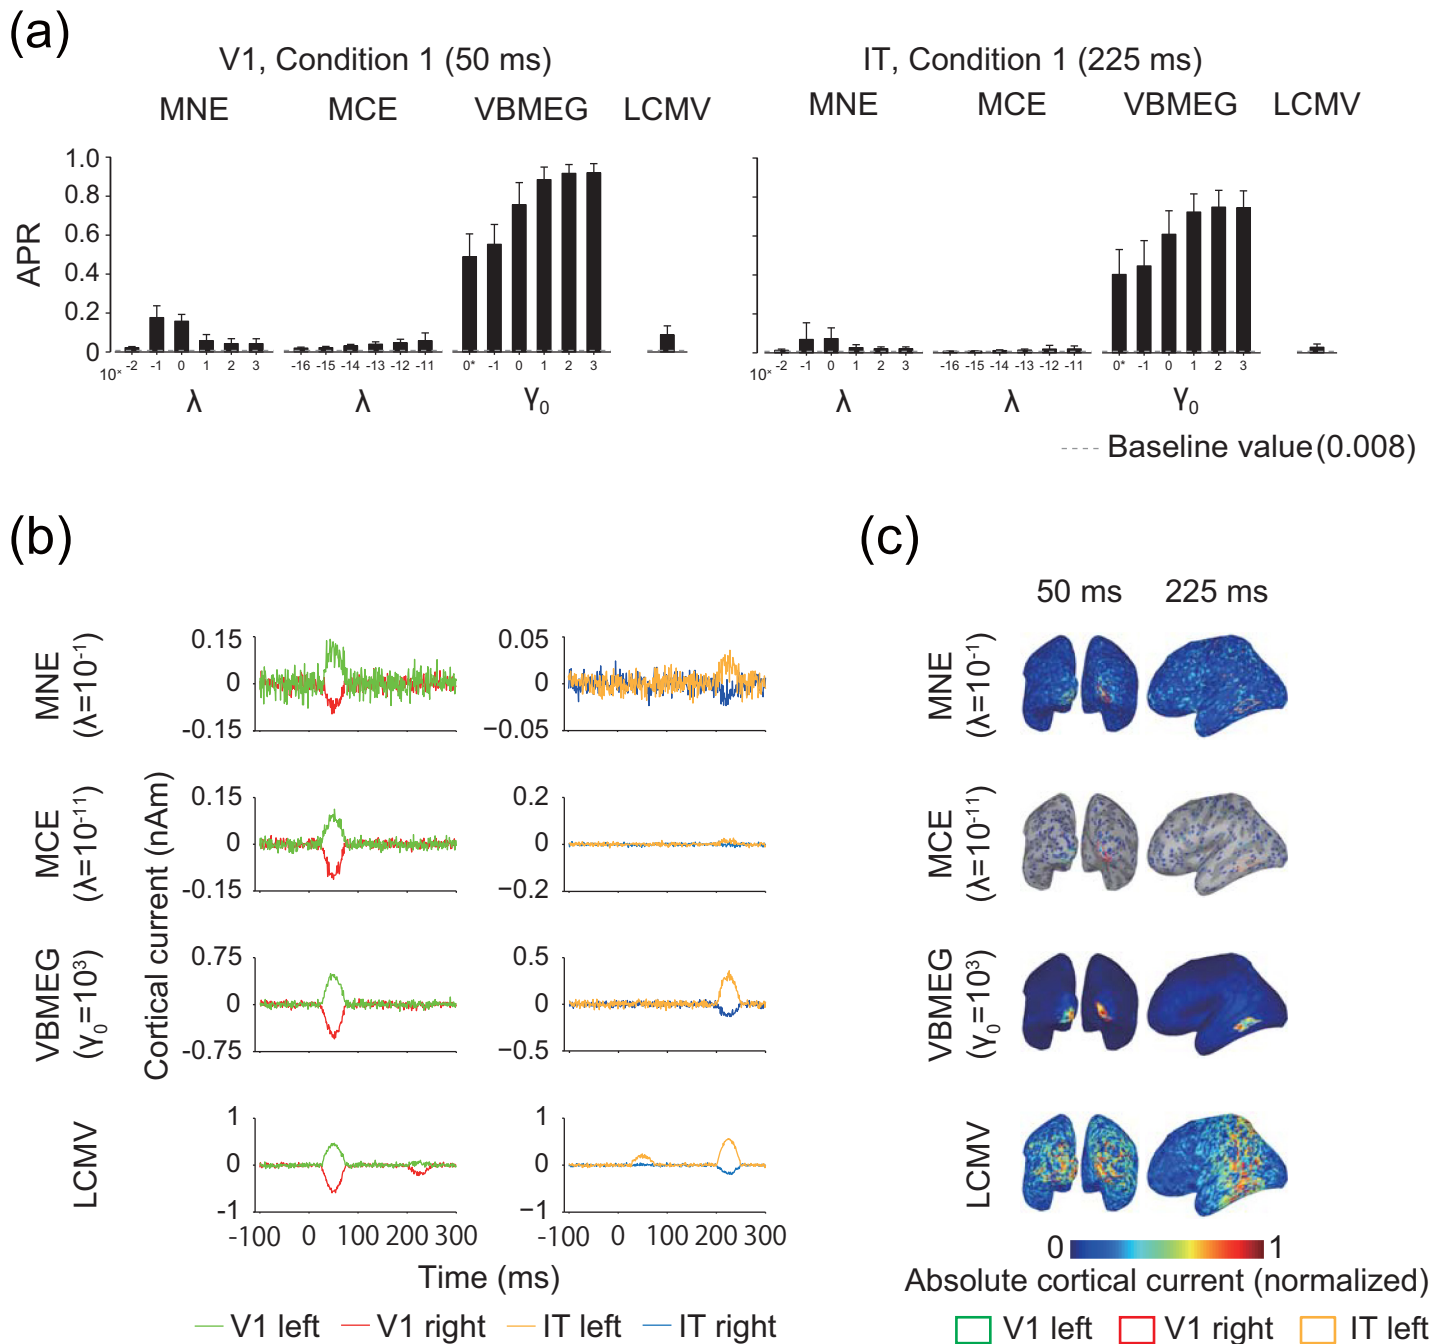 (a)
V1, Condition 1 (50 ms)
IT, Condition 1 (225 ms)
MNE MCE VBMEG LCMV
MNE MCE VBMEG LCMV
APR
1.0
0.8
0.6
0.4
0.2
0
10ˣ -2 -1 0 1 2 3
-16 -15 -14 -13 -12 -11
0* -1 0 1 2 3
10ˣ -2 -1 0 1 2 3
-16 -15 -14 -13 -12 -11
0* -1 0 1 2 3
λ λ γ₀
λ λ γ₀
Baseline value (0.008)
(b)
MNE
(λ=10⁻¹)
0.15
0
-0.15
0.05
0
−0.05
MCE
(λ=10⁻¹¹)
0.15
0
-0.15
0.2
0
-0.2
VBMEG
(γ₀=10³)
0.75
0
-0.75
0.5
0
-0.5
LCMV
1
0
-1
1
0
−1
Cortical current (nAm)
-100 0 100 200 300
-100 0 100 200 300
Time (ms)
V1 left V1 right IT left IT right
(c)
50 ms 225 ms
MNE
(λ=10⁻¹)
MCE
(λ=10⁻¹¹)
VBMEG
(γ₀=10³)
LCMV
0 1
Absolute cortical current (normalized)
V1 left V1 right IT left